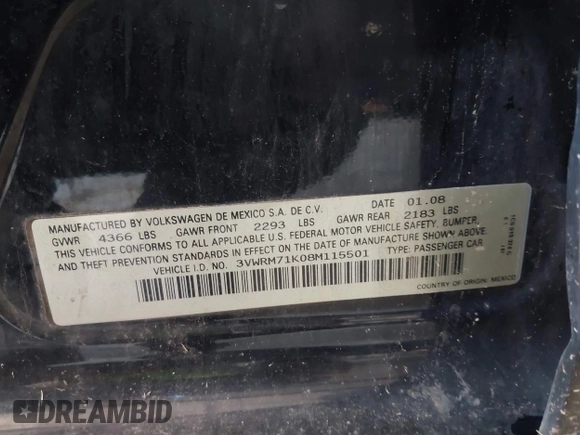 MANUFACTURED BY VOLKSWAGEN DE MEXICO S.A. DE C.V. DATE 01.08
GVWR 4366 LBS GAWR FRONT 2293 LBS GAWR REAR 2183 LBS
THIS VEHICLE CONFORMS TO ALL APPLICABLE U.S. FEDERAL MOTOR VEHICLE SAFETY, BUMPER,
AND THEFT PREVENTION STANDARDS IN EFFECT ON THE DATE OF MANUFACTURE SHOWN ABOVE.
VEHICLE I.D. NO. 3VWRM71K08M115501 TYPE: PASSENGER CAR
COUNTRY OF ORIGIN: MEXICO
DREAMBID